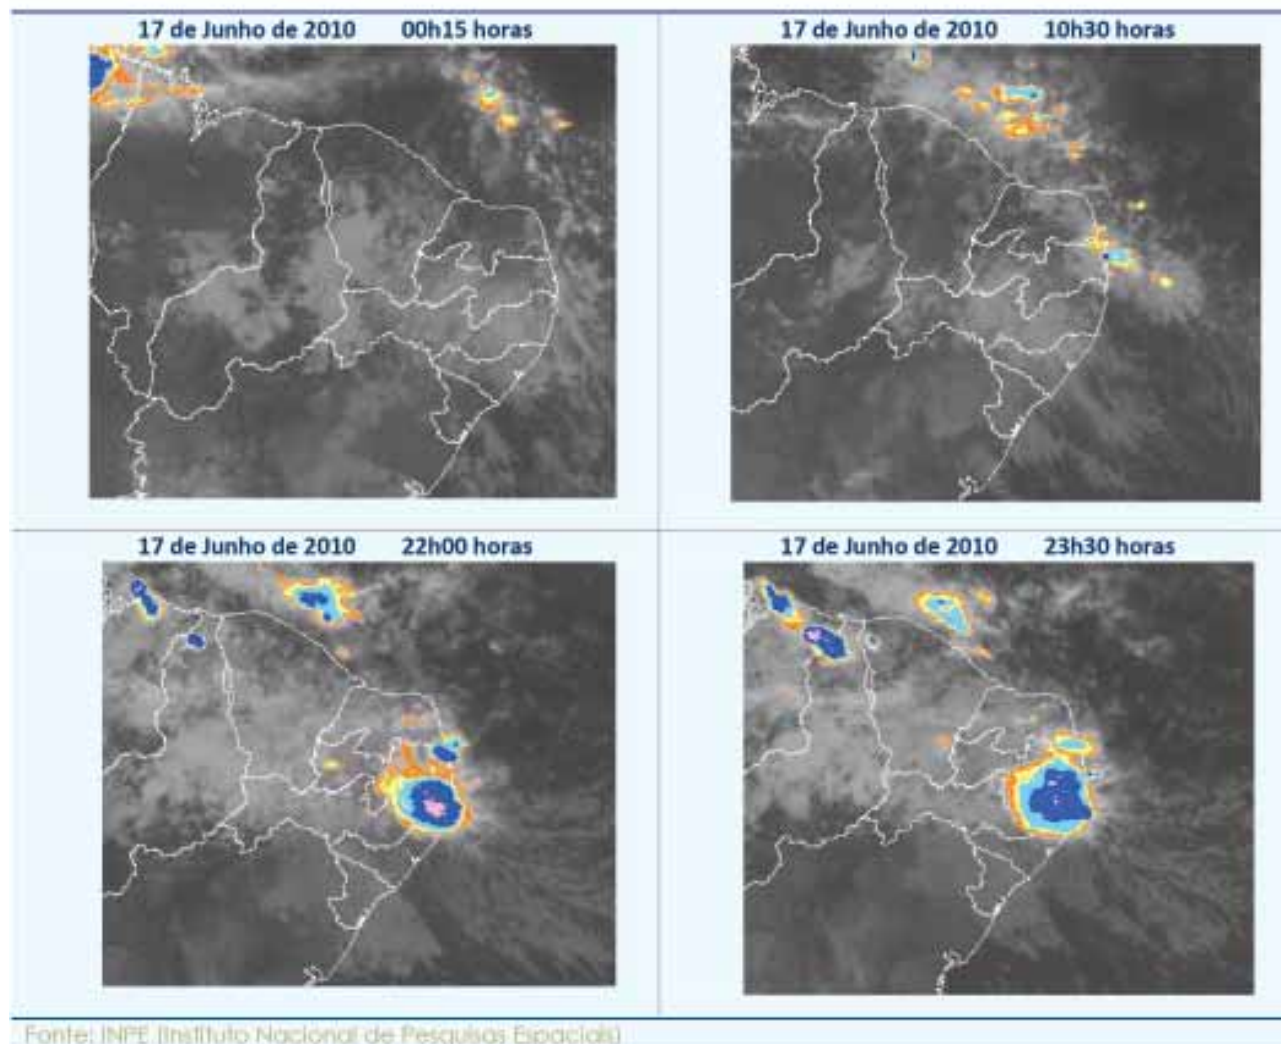 17 de Junho de 2010 00h15 horas
17 de Junho de 2010 10h30 horas
17 de Junho de 2010 22h00 horas
17 de Junho de 2010 23h30 horas
Fonte: INPE (Instituto Nacional de Pesquisas Espaciais)